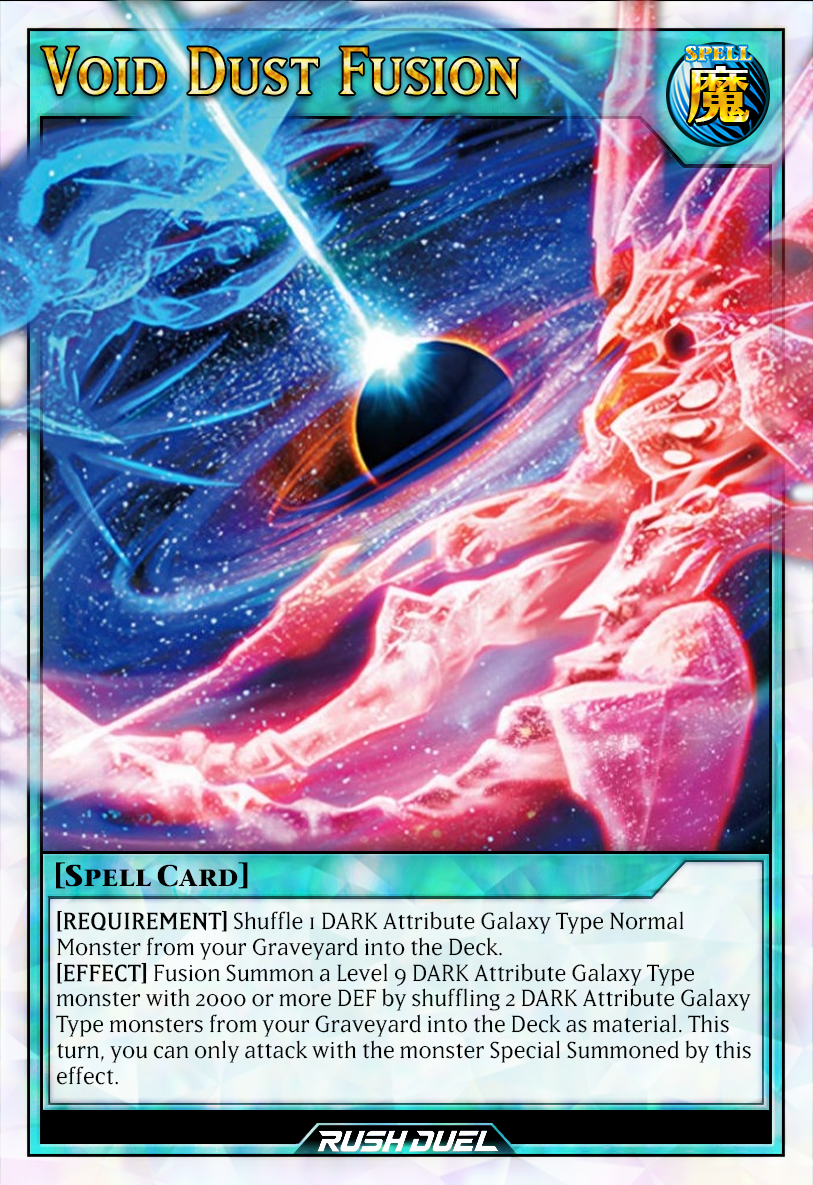 Void Dust Fusion
SPELL
魔
[Spell Card]
[REQUIREMENT] Shuffle 1 DARK Attribute Galaxy Type Normal
Monster from your Graveyard into the Deck.
[EFFECT] Fusion Summon a Level 9 DARK Attribute Galaxy Type
monster with 2000 or more DEF by shuffling 2 DARK Attribute Galaxy
Type monsters from your Graveyard into the Deck as material. This
turn, you can only attack with the monster Special Summoned by this
effect.
RUSH DUEL